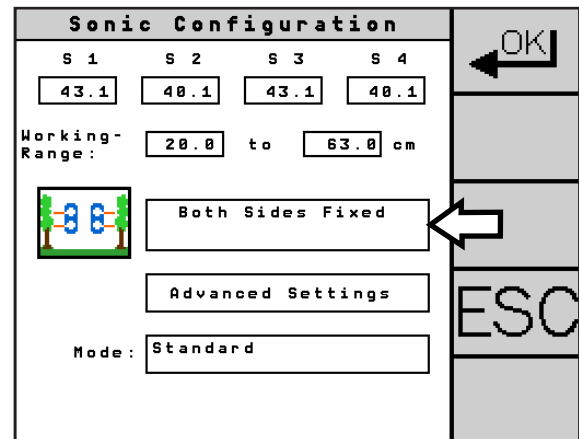 Sonic Configuration
OK
S 1 S 2 S 3 S 4
43.1 40.1 43.1 40.1
Working-
Range: 20.0 to 63.0 cm
Both Sides Fixed
Advanced Settings
ESC
Mode: Standard